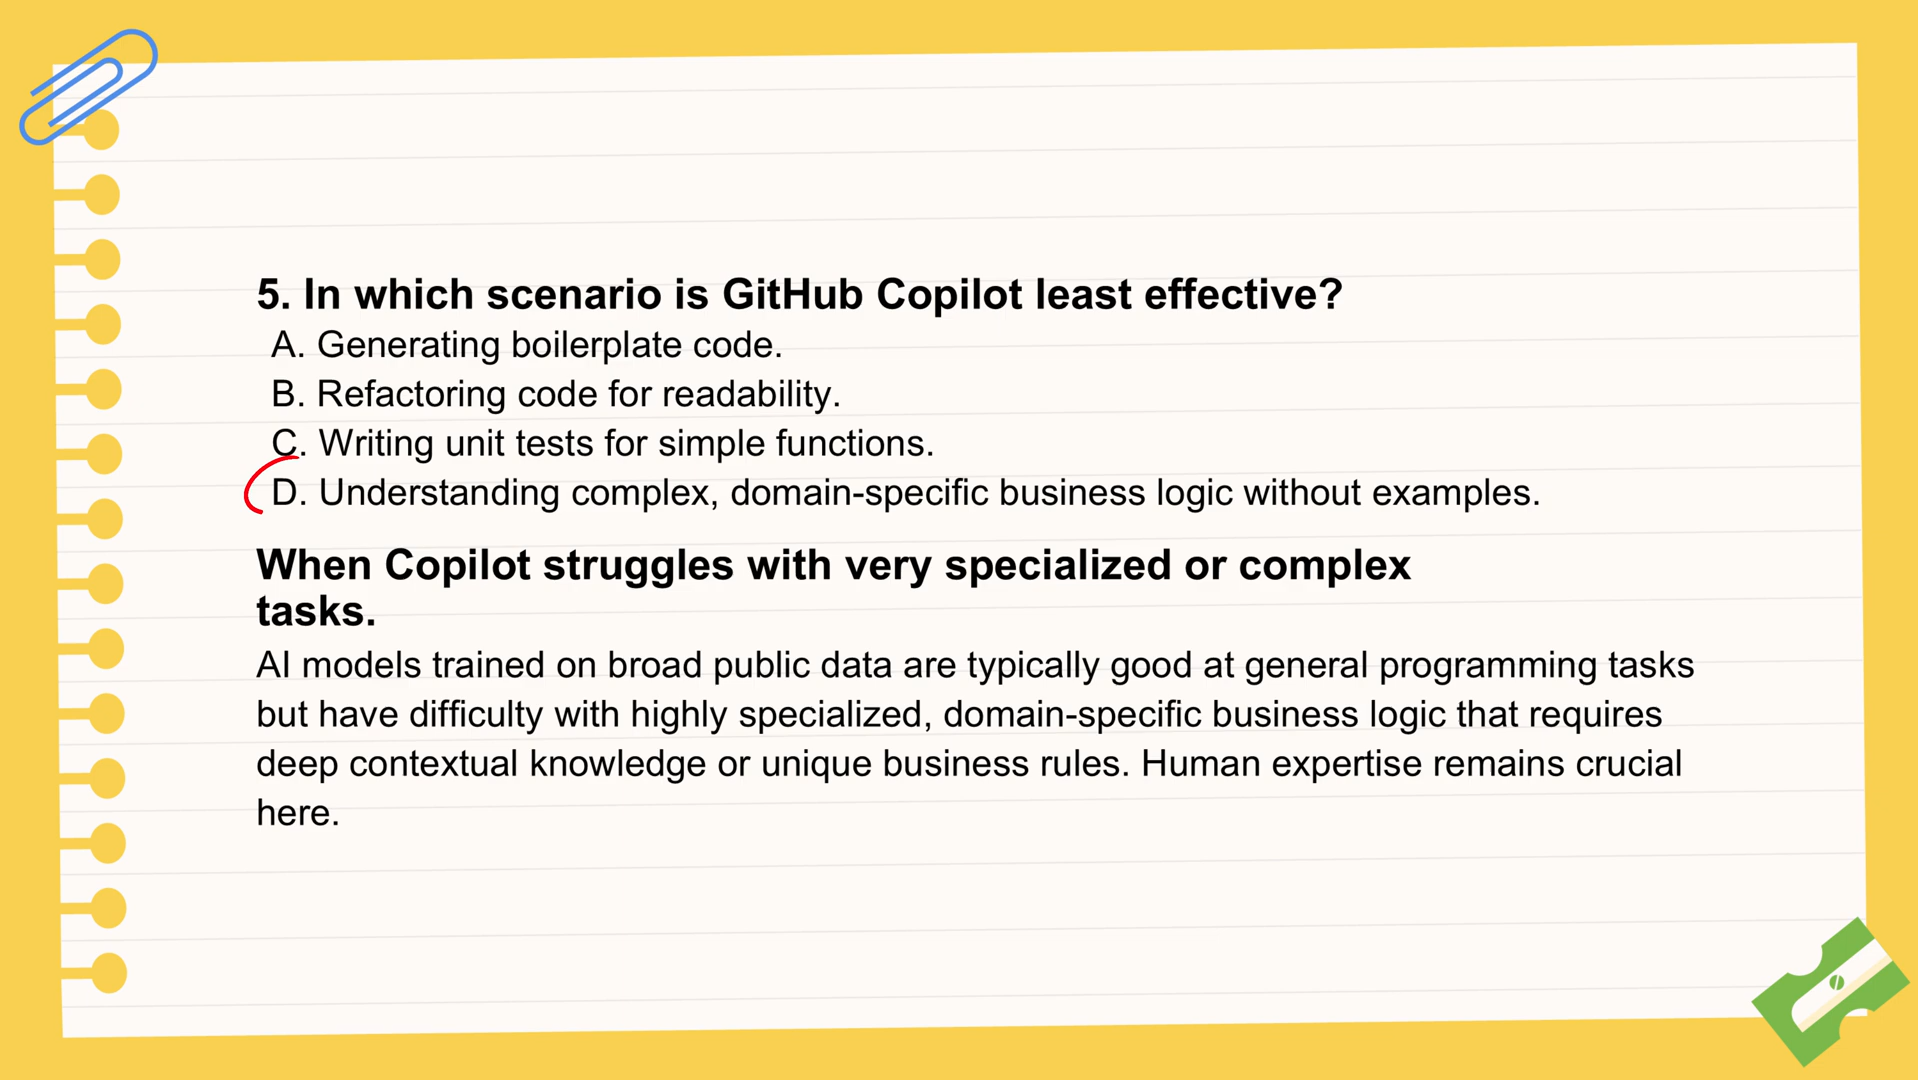 5. In which scenario is GitHub Copilot least effective?
A. Generating boilerplate code.
B. Refactoring code for readability.
C. Writing unit tests for simple functions.
D. Understanding complex, domain-specific business logic without examples.
When Copilot struggles with very specialized or complex
tasks.
AI models trained on broad public data are typically good at general programming tasks
but have difficulty with highly specialized, domain-specific business logic that requires
deep contextual knowledge or unique business rules. Human expertise remains crucial
here.